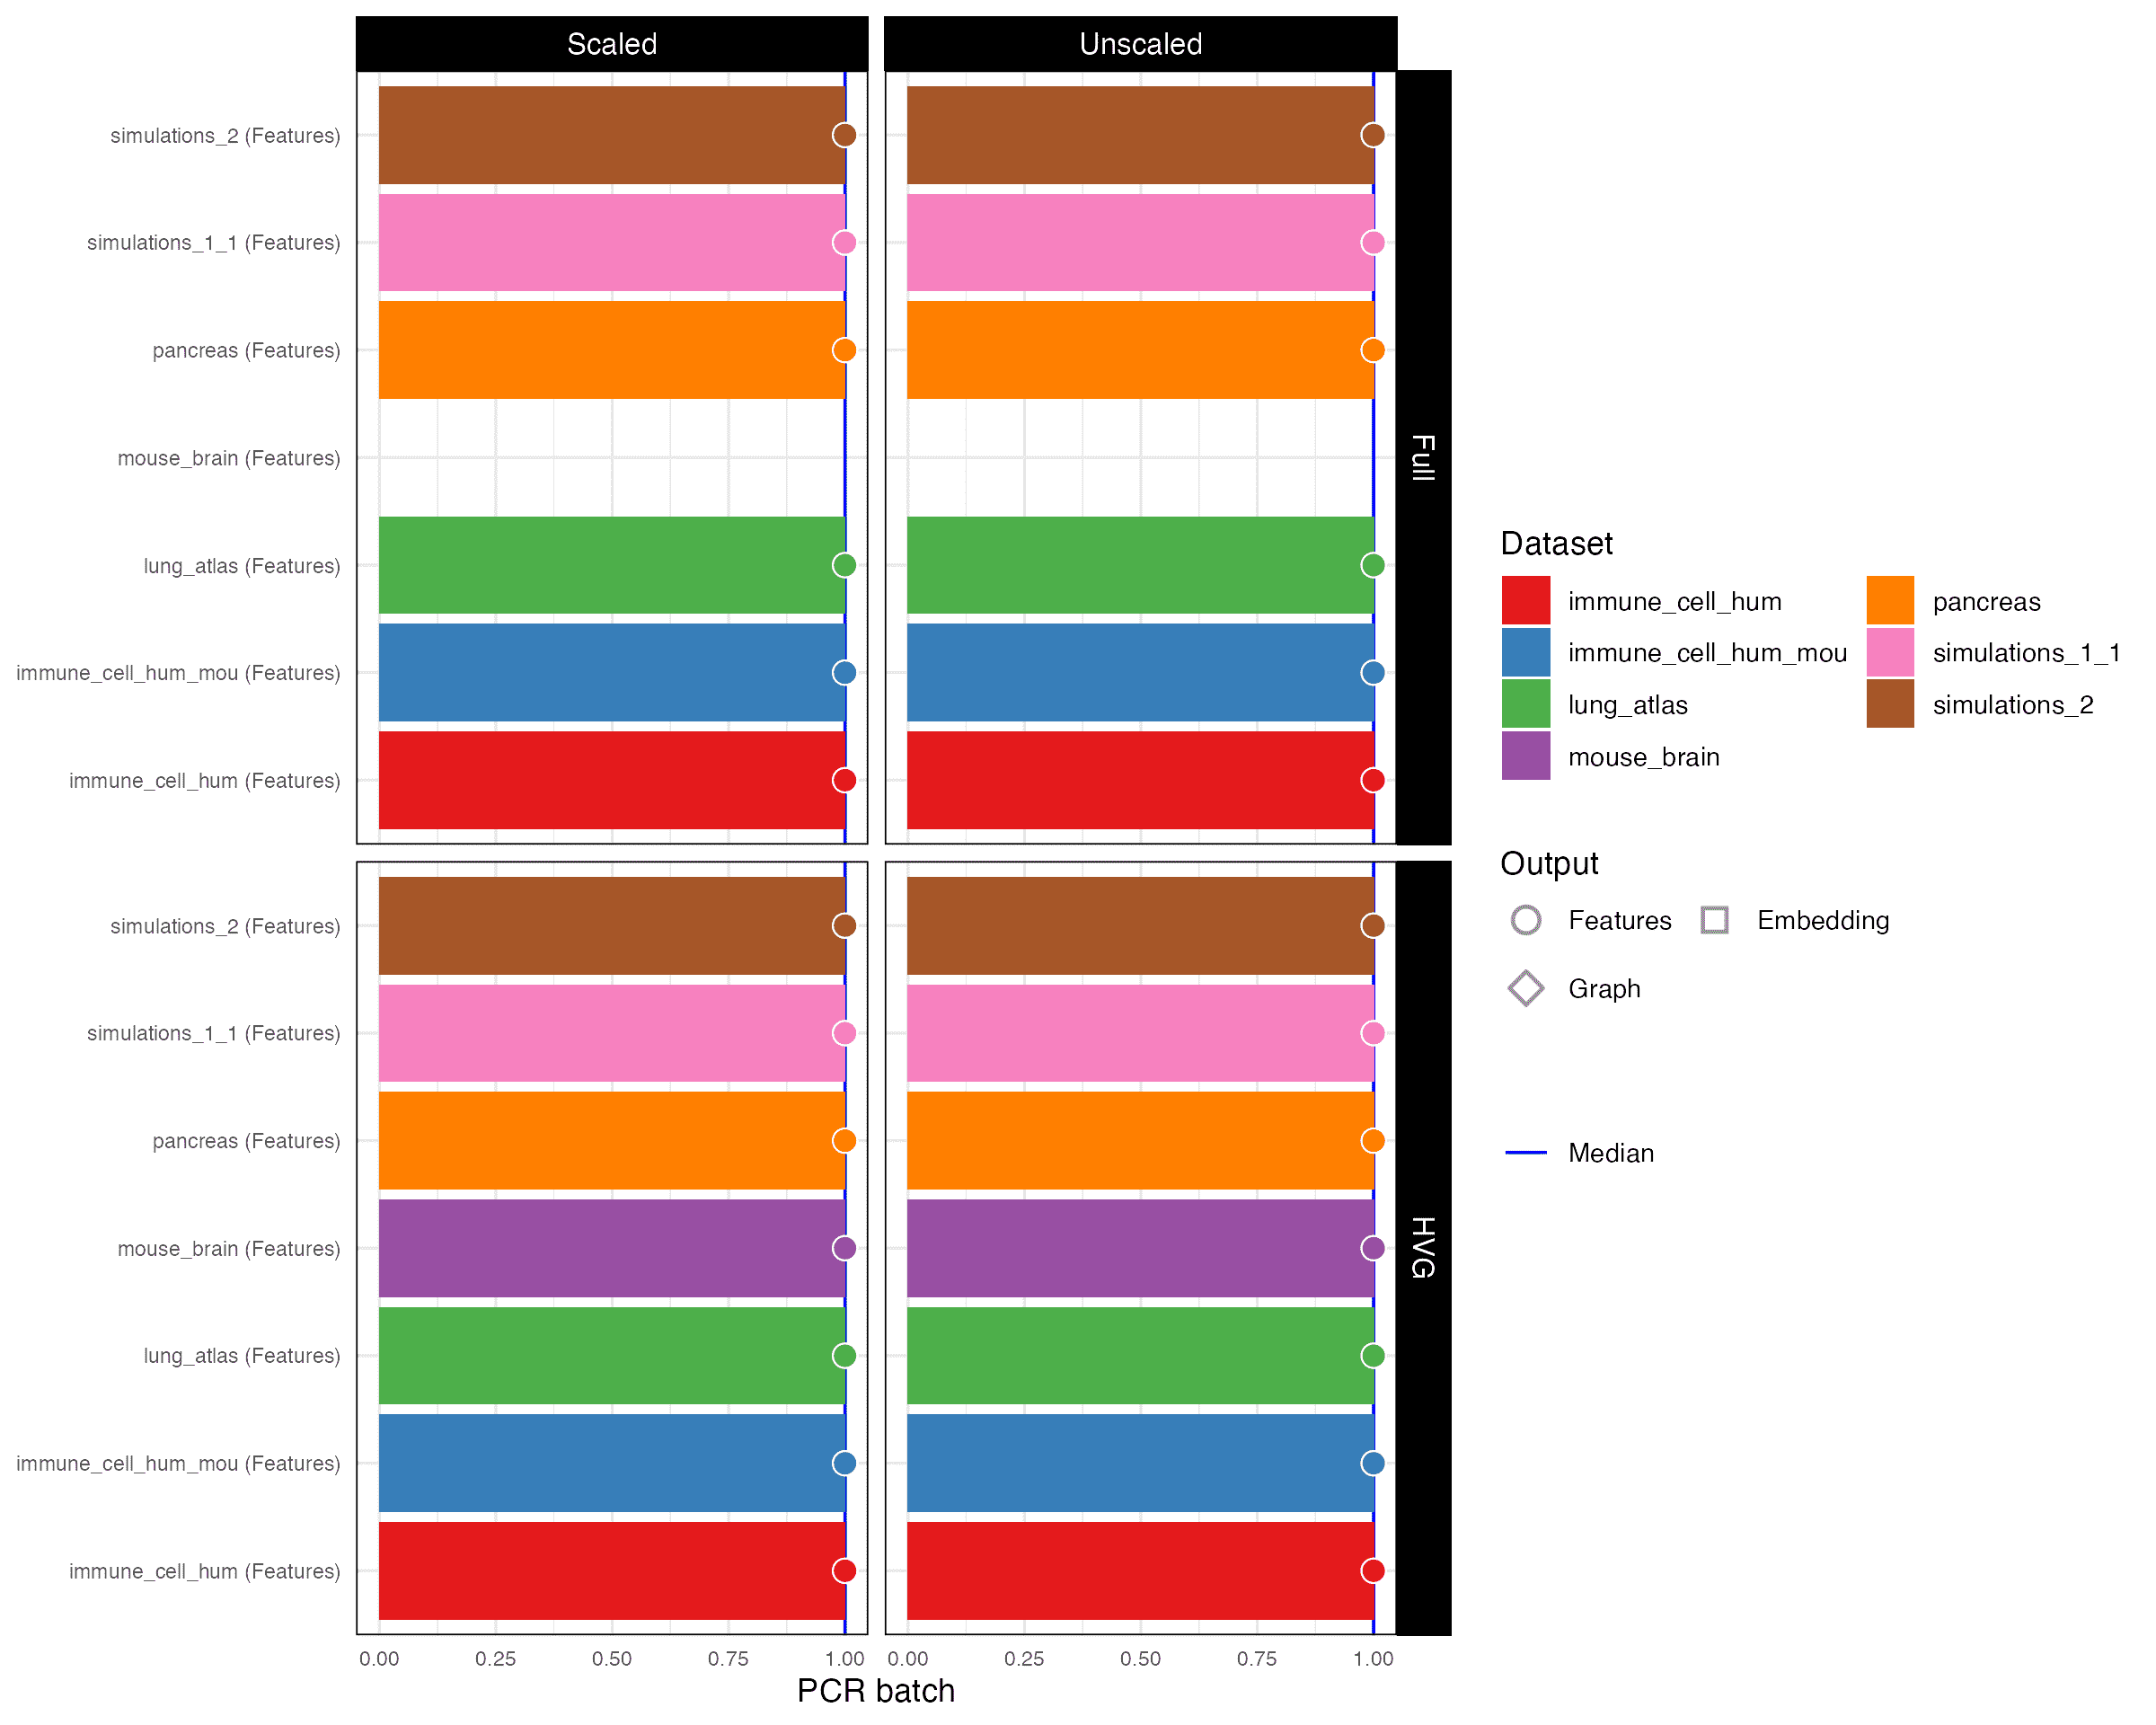 Scaled
Unscaled
simulations_2 (Features)
simulations_1_1 (Features)
pancreas (Features)
mouse_brain (Features)
lung_atlas (Features)
immune_cell_hum_mou (Features)
immune_cell_hum (Features)
Full
simulations_2 (Features)
simulations_1_1 (Features)
pancreas (Features)
mouse_brain (Features)
lung_atlas (Features)
immune_cell_hum_mou (Features)
immune_cell_hum (Features)
HVG
0.00 0.25 0.50 0.75 1.00 0.00 0.25 0.50 0.75 1.00
PCR batch
Dataset
immune_cell_hum pancreas
immune_cell_hum_mou simulations_1_1
lung_atlas simulations_2
mouse_brain
Output
Features Embedding
Graph
Median